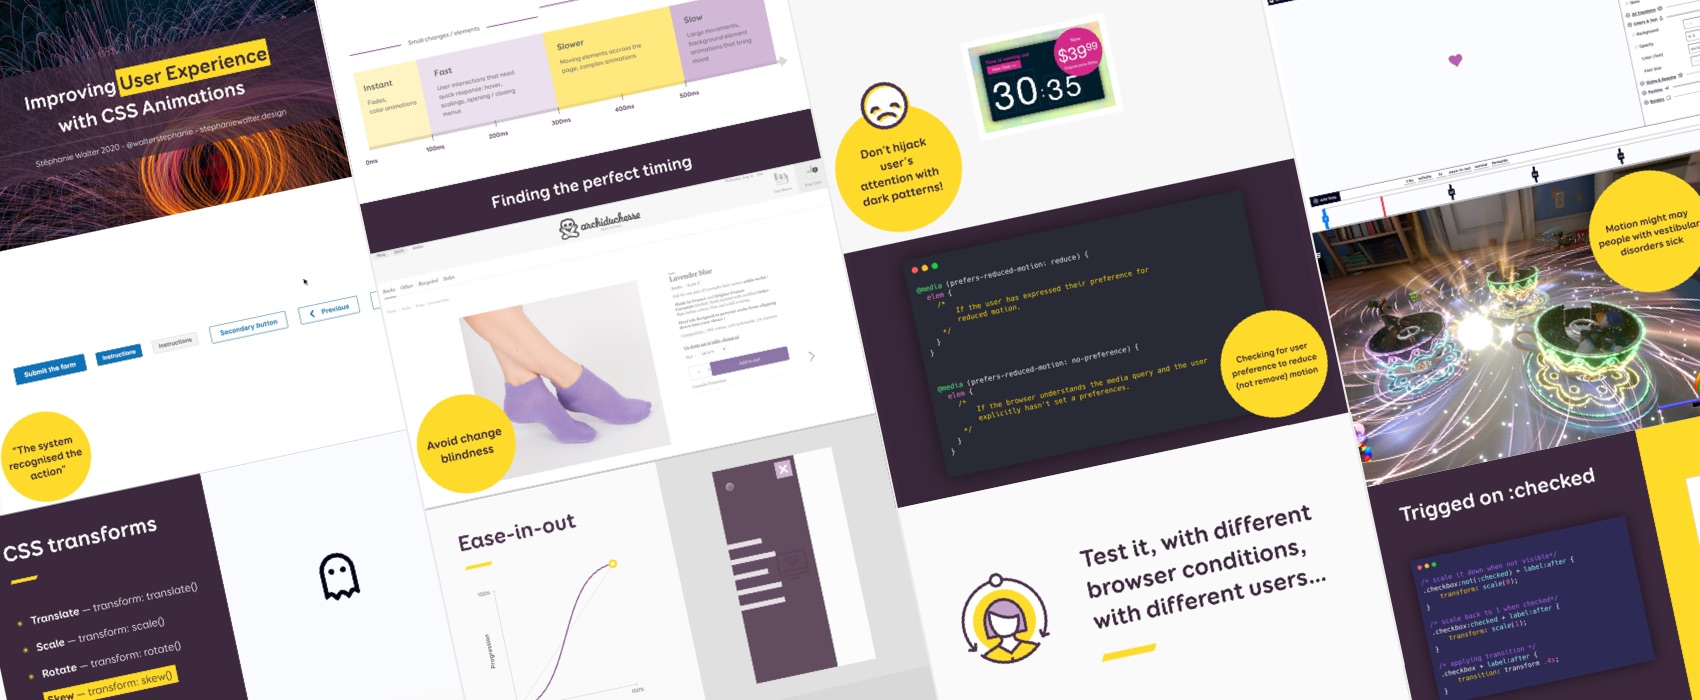 Improving User Experience
with CSS Animations
Stéphanie Walter 2020 - @walterstephanie - stephaniewalter.design
Submit the form
Instructions
Instructions
Secondary button
Previous
"The system
recognised the
action"
CSS transforms
Translate — transform: translate()
Scale — transform: scale()
Rotate — transform: rotate()
Skew — transform: skew()
Small changes / elements
Instant
Fades,
color animations
Fast
User interactions that need
quick response: hover,
scalings, opening / closing
menus
Slower
Moving elements accross the
page, complex animations
Slow
Large movements,
background element
animations that bring
mood
0ms
100ms
200ms
300ms
400ms
500ms
Finding the perfect timing
archiduchesse
Lavender blue
Add to cart
Avoid change
blindness
Ease-in-out
100%
Progression
100%
Now
$39.99
30:35
Don't hijack
user's
attention with
dark patterns!
@media (prefers-reduced-motion: reduce) {
elem {
/*
If the user has expressed their preference for
reduced motion.
*/
}
}
@media (prefers-reduced-motion: no-preference) {
elem {
/*
If the browser understands the media query and the user
explicitly hasn't set a preferences.
*/
}
}
Checking for user
preference to reduce
(not remove) motion
Test it, with different
browser conditions,
with different users...
Background
Opacity
Motion might may
people with vestibular
disorders sick
Trigged on :checked
/* scale it down when not visible*/
.checkbox:not(:checked) + label:after {
transform: scale(0);
}
/* scale back to 1 when checked*/
.checkbox:checked + label:after {
transform: scale(1);
}
/* applying transition */
.checkbox + label:after {
transition: transform .4s;
}